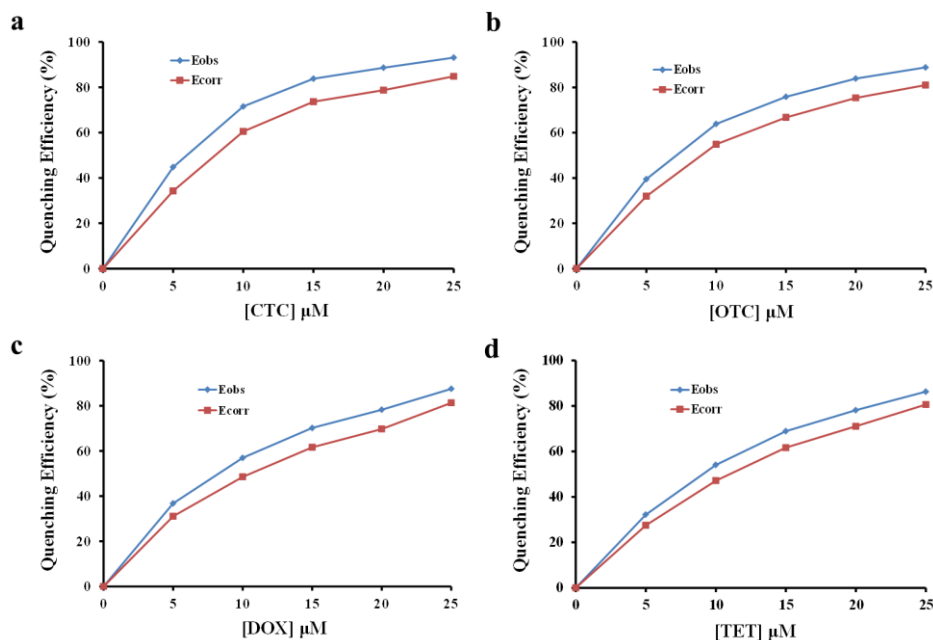 a
100
80
60
40
20
0
Quenching Efficiency (%)
Eobs
Ecorr
0 5 10 15 20 25
[CTC] µM
b
100
80
60
40
20
0
Quenching Efficiency (%)
Eobs
Ecorr
0 5 10 15 20 25
[OTC] µM
c
100
80
60
40
20
0
Quenching Efficiency (%)
Eobs
Ecorr
0 5 10 15 20 25
[DOX] µM
d
100
80
60
40
20
0
Quenching Efficiency (%)
Eobs
Ecorr
0 5 10 15 20 25
[TET] µM